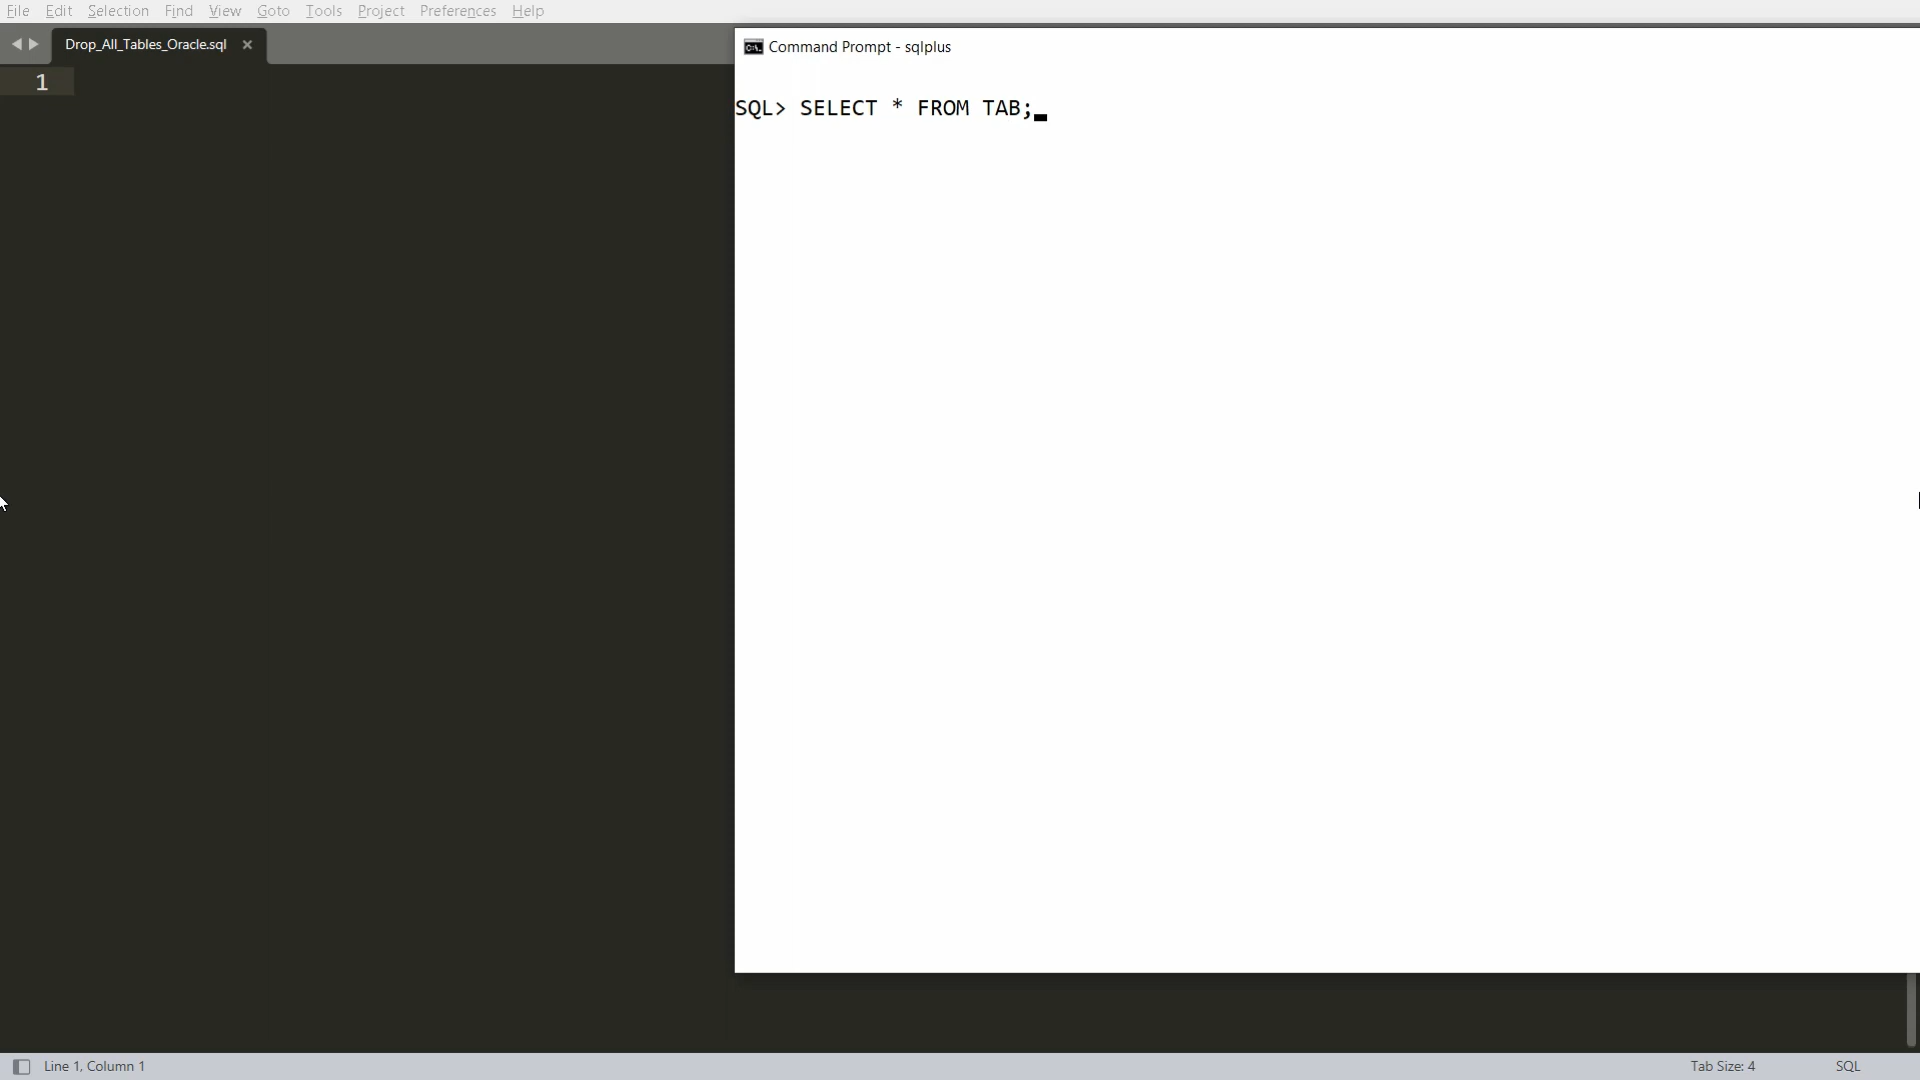 File Edit Selection Find View Goto Tools Project Preferences Help
Drop_All_Tables_Oracle.sql
Command Prompt - sqlplus
1
SQL> SELECT * FROM TAB;
Line 1, Column 1
Tab Size: 4
SQL